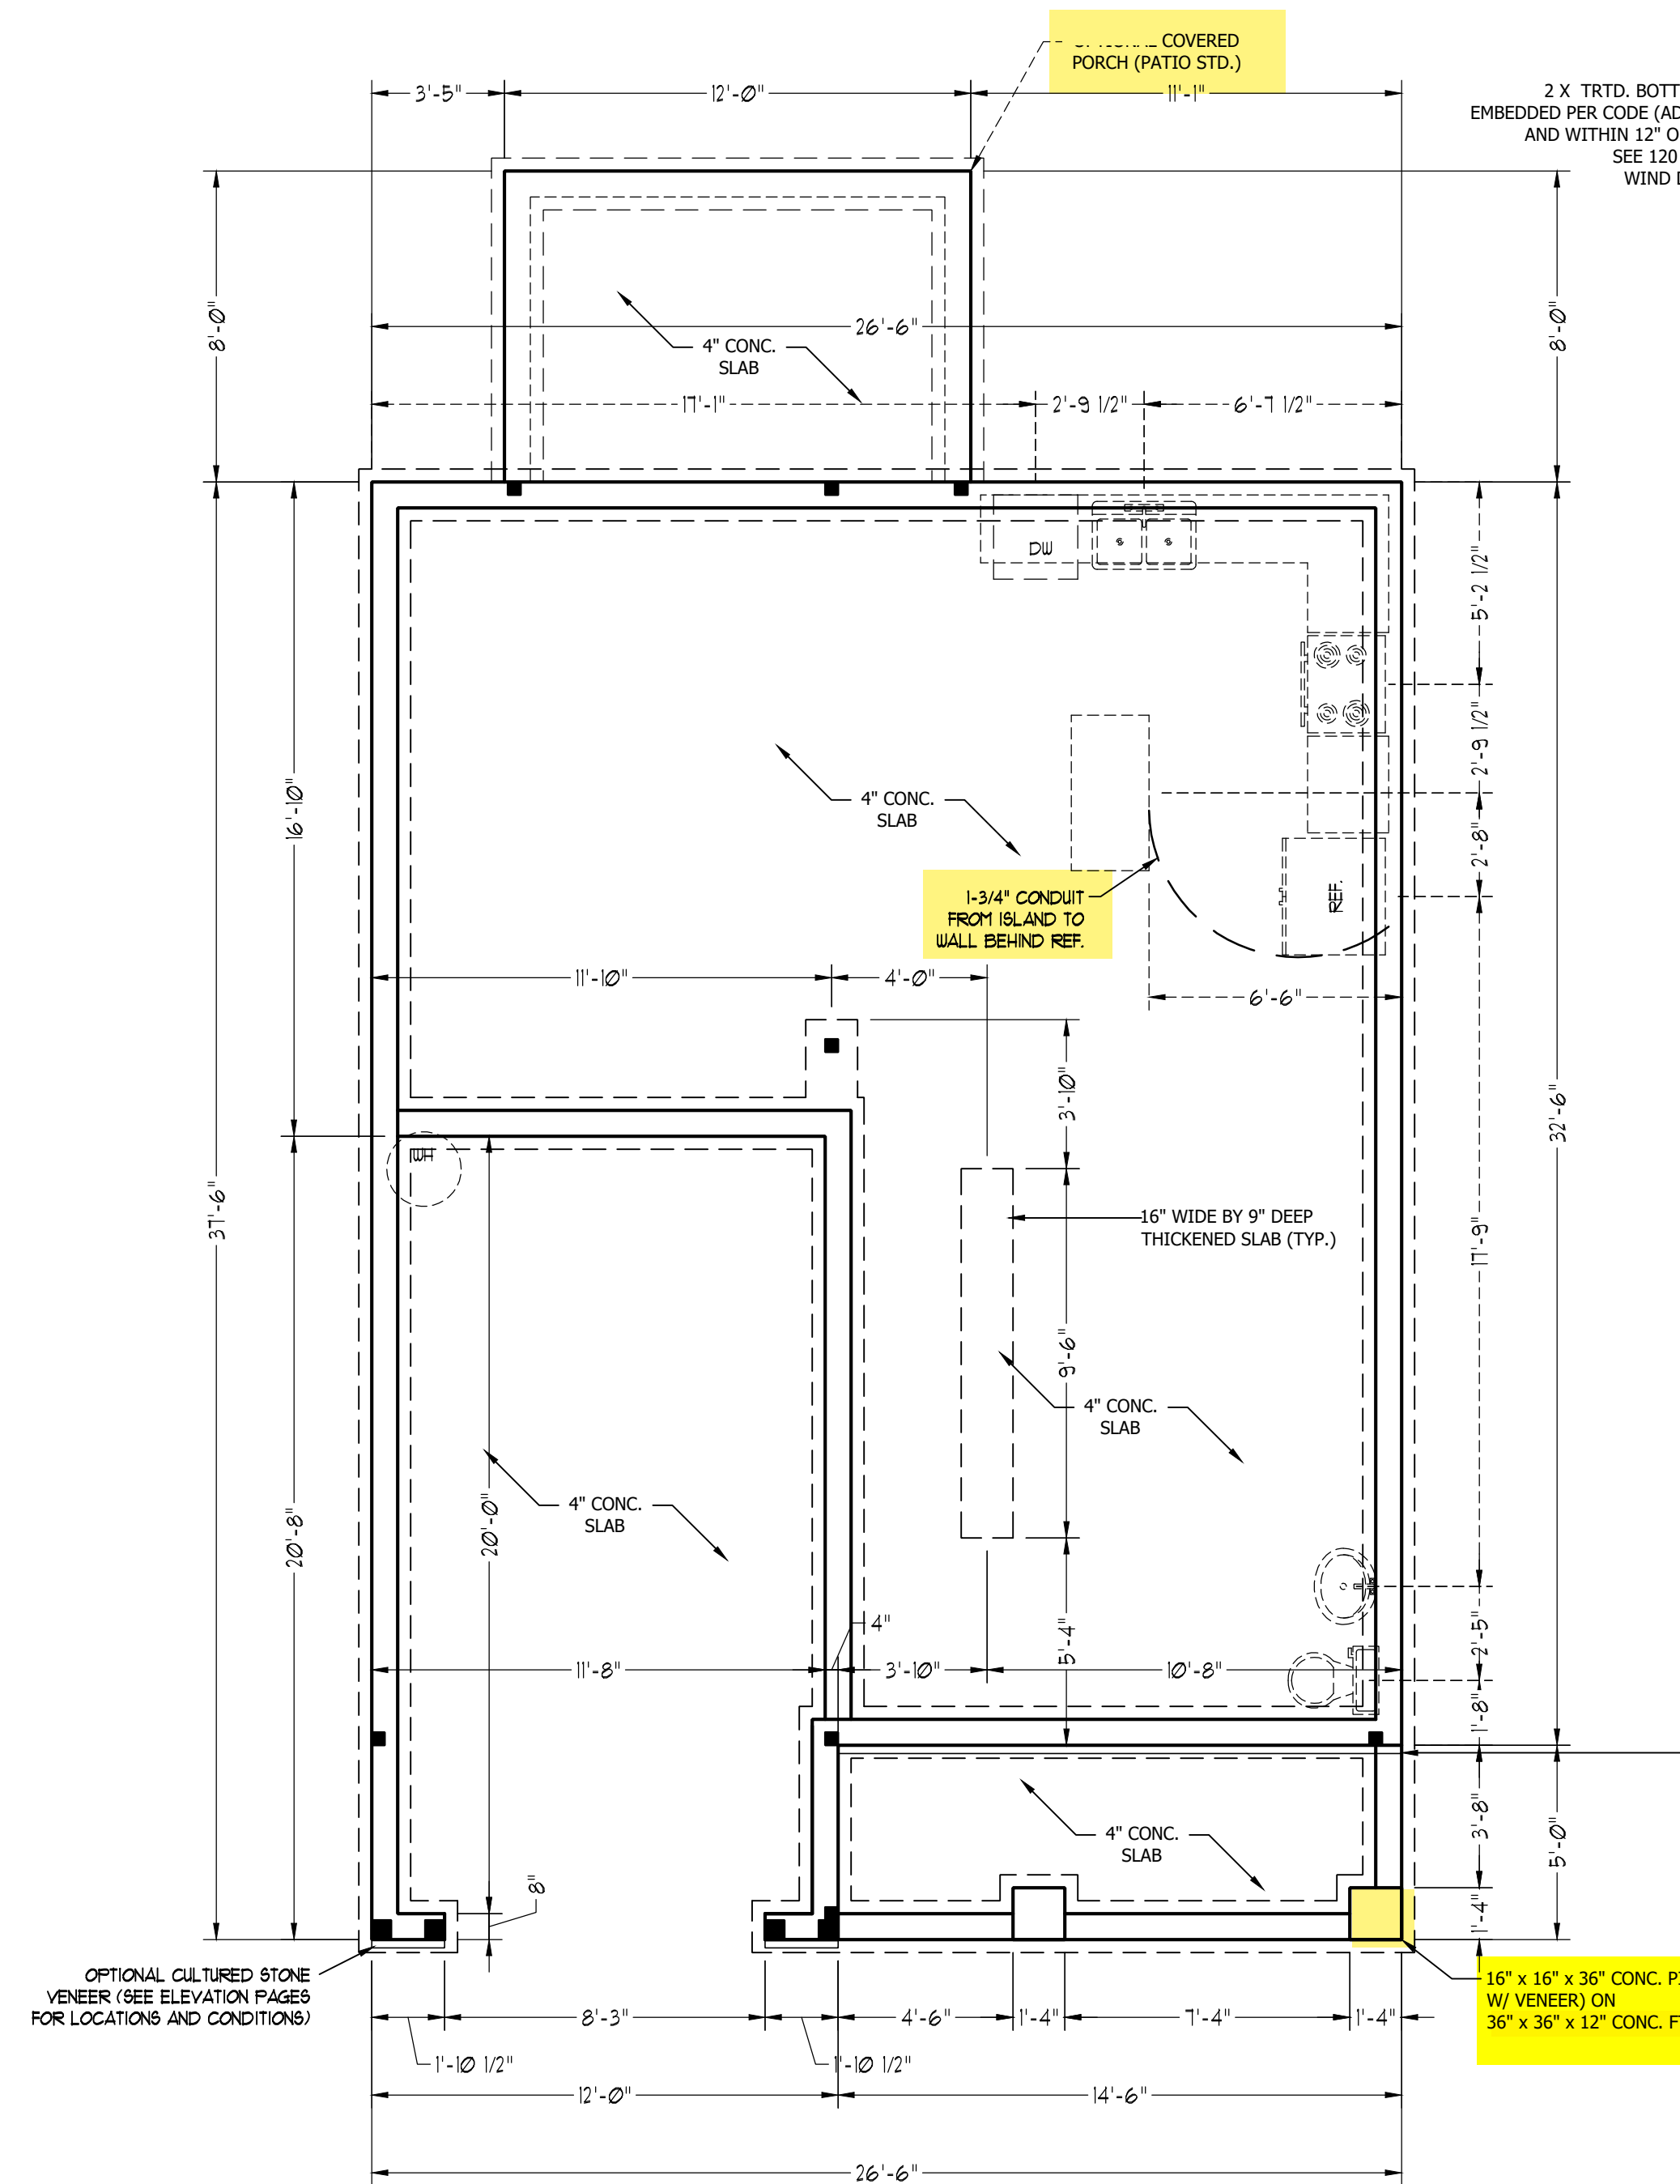 COVERED
PORCH (PATIO STD.)
3'-5"
12'-0"
11'-1"
2 X TRTD. BOTT
EMBEDDED PER CODE (AD
AND WITHIN 12" O
SEE 120
WIND
8'-0"
26'-6"
8'-0"
4" CONC.
SLAB
17'-1"
2'-9 1/2"
6'-7 1/2"
DW
5'-2 1/2"
2'-9 1/2"
16'-10"
4" CONC.
SLAB
2'-8"
REF.
1-3/4" CONDUIT
FROM ISLAND TO
WALL BEHIND REF.
11'-10"
4'-0"
6'-6"
3'-10"
32'-6"
WH
37'-6"
16" WIDE BY 9" DEEP
THICKENED SLAB (TYP.)
17'-9"
9'-6"
4" CONC.
SLAB
4" CONC.
SLAB
20'-0"
20'-8"
4"
5'-4"
2'-5"
11'-8"
3'-10"
10'-8"
1'-8"
3'-8"
5'-0"
4" CONC.
SLAB
8"
1'-4"
OPTIONAL CULTURED STONE
VENEER (SEE ELEVATION PAGES
FOR LOCATIONS AND CONDITIONS)
16" x 16" x 36" CONC.
W/ VENEER) ON
36" x 36" x 12" CONC.
8'-3"
4'-6"
1'-4"
7'-4"
1'-4"
1'-10 1/2"
1'-10 1/2"
12'-0"
14'-6"
26'-6"